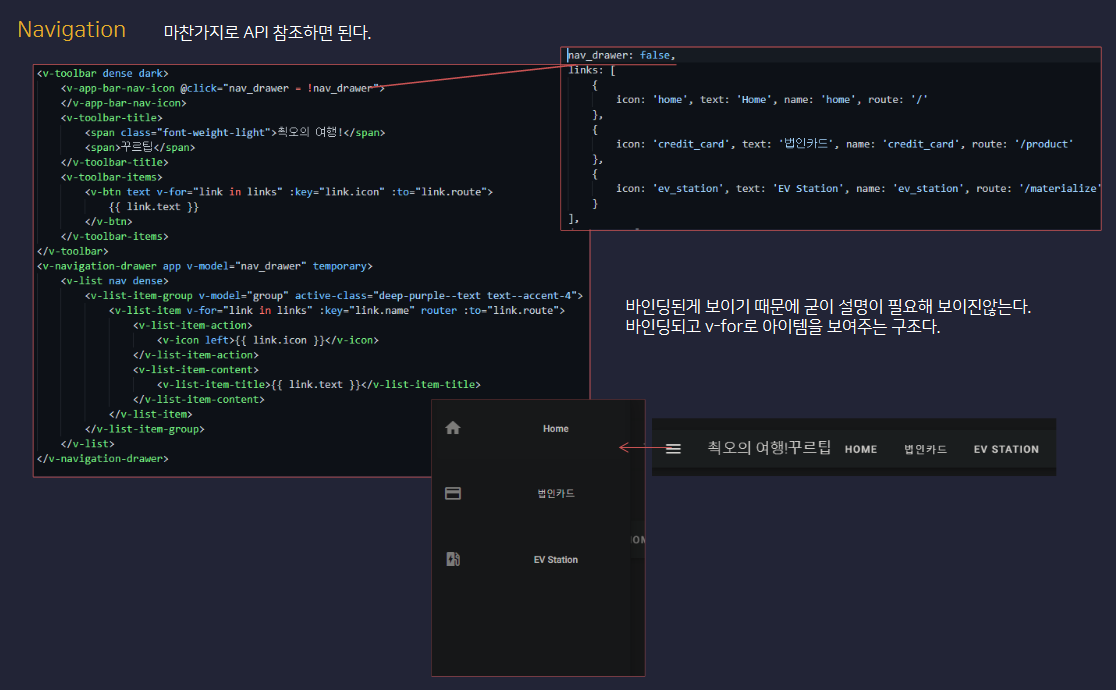 Navigation
마찬가지로 API 참조하면 된다.
<v-toolbar dense dark>
<v-app-bar-nav-icon @click="nav_drawer = !nav_drawer">
</v-app-bar-nav-icon>
<v-toolbar-title>
<span class="font-weight-light">최오의 여행!</span>
<span>꾸르팁</span>
</v-toolbar-title>
<v-toolbar-items>
<v-btn text v-for="link in links" :key="link.icon" :to="link.route">
{{ link.text }}
</v-btn>
</v-toolbar-items>
</v-toolbar>
<v-navigation-drawer app v-model="nav_drawer" temporary>
<v-list nav dense>
<v-list-item-group v-model="group" active-class="deep-purple--text text--accent-4">
<v-list-item v-for="link in links" :key="link.name" router :to="link.route">
<v-list-item-action>
<v-icon left>{{ link.icon }}</v-icon>
</v-list-item-action>
<v-list-item-content>
<v-list-item-title>{{ link.text }}</v-list-item-title>
</v-list-item-content>
</v-list-item>
</v-list-item-group>
</v-list>
</v-navigation-drawer>
nav_drawer: false,
links: [
{
icon: 'home', text: 'Home', name: 'home', route: '/'
},
{
icon: 'credit_card', text: '법인카드', name: 'credit_card', route: '/product'
},
{
icon: 'ev_station', text: 'EV Station', name: 'ev_station', route: '/materialize'
}
],
바인딩된게 보이기 때문에 굳이 설명이 필요해 보이진않는다.
바인딩되고 v-for로 아이템을 보여주는 구조다.
Home
법인카드
EV Station
최오의 여행!꾸르팁 HOME 법인카드 EV STATION